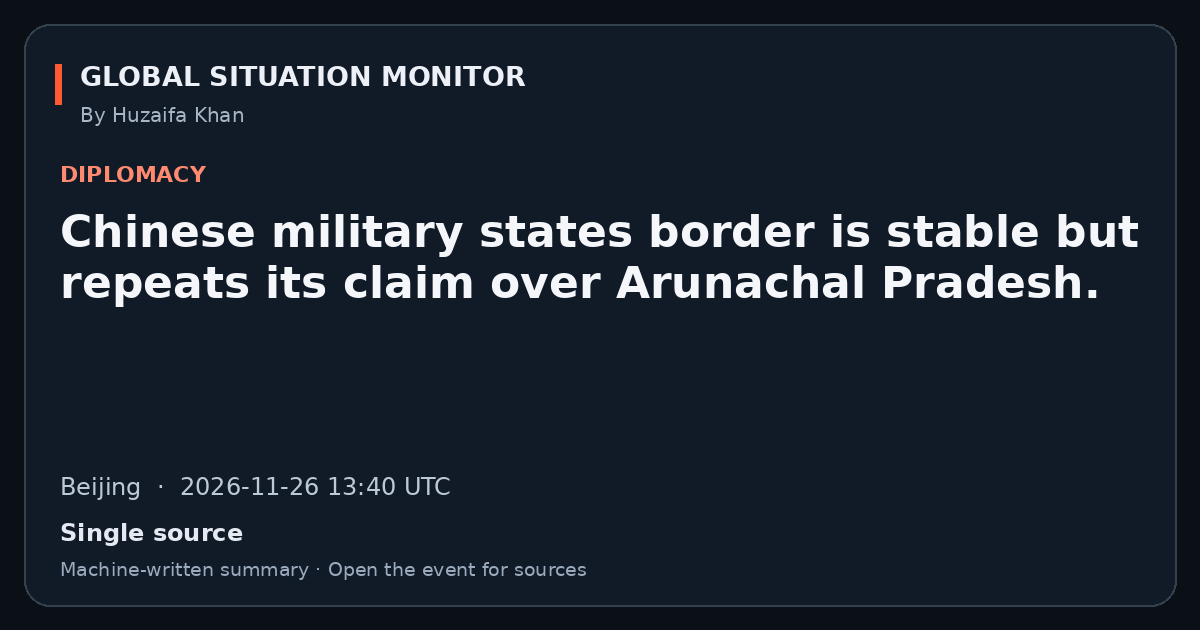 GLOBAL SITUATION MONITOR
By Huzaifa Khan
DIPLOMACY
Chinese military states border is stable but
repeats its claim over Arunachal Pradesh.
Beijing · 2026-11-26 13:40 UTC
Single source
Machine-written summary · Open the event for sources